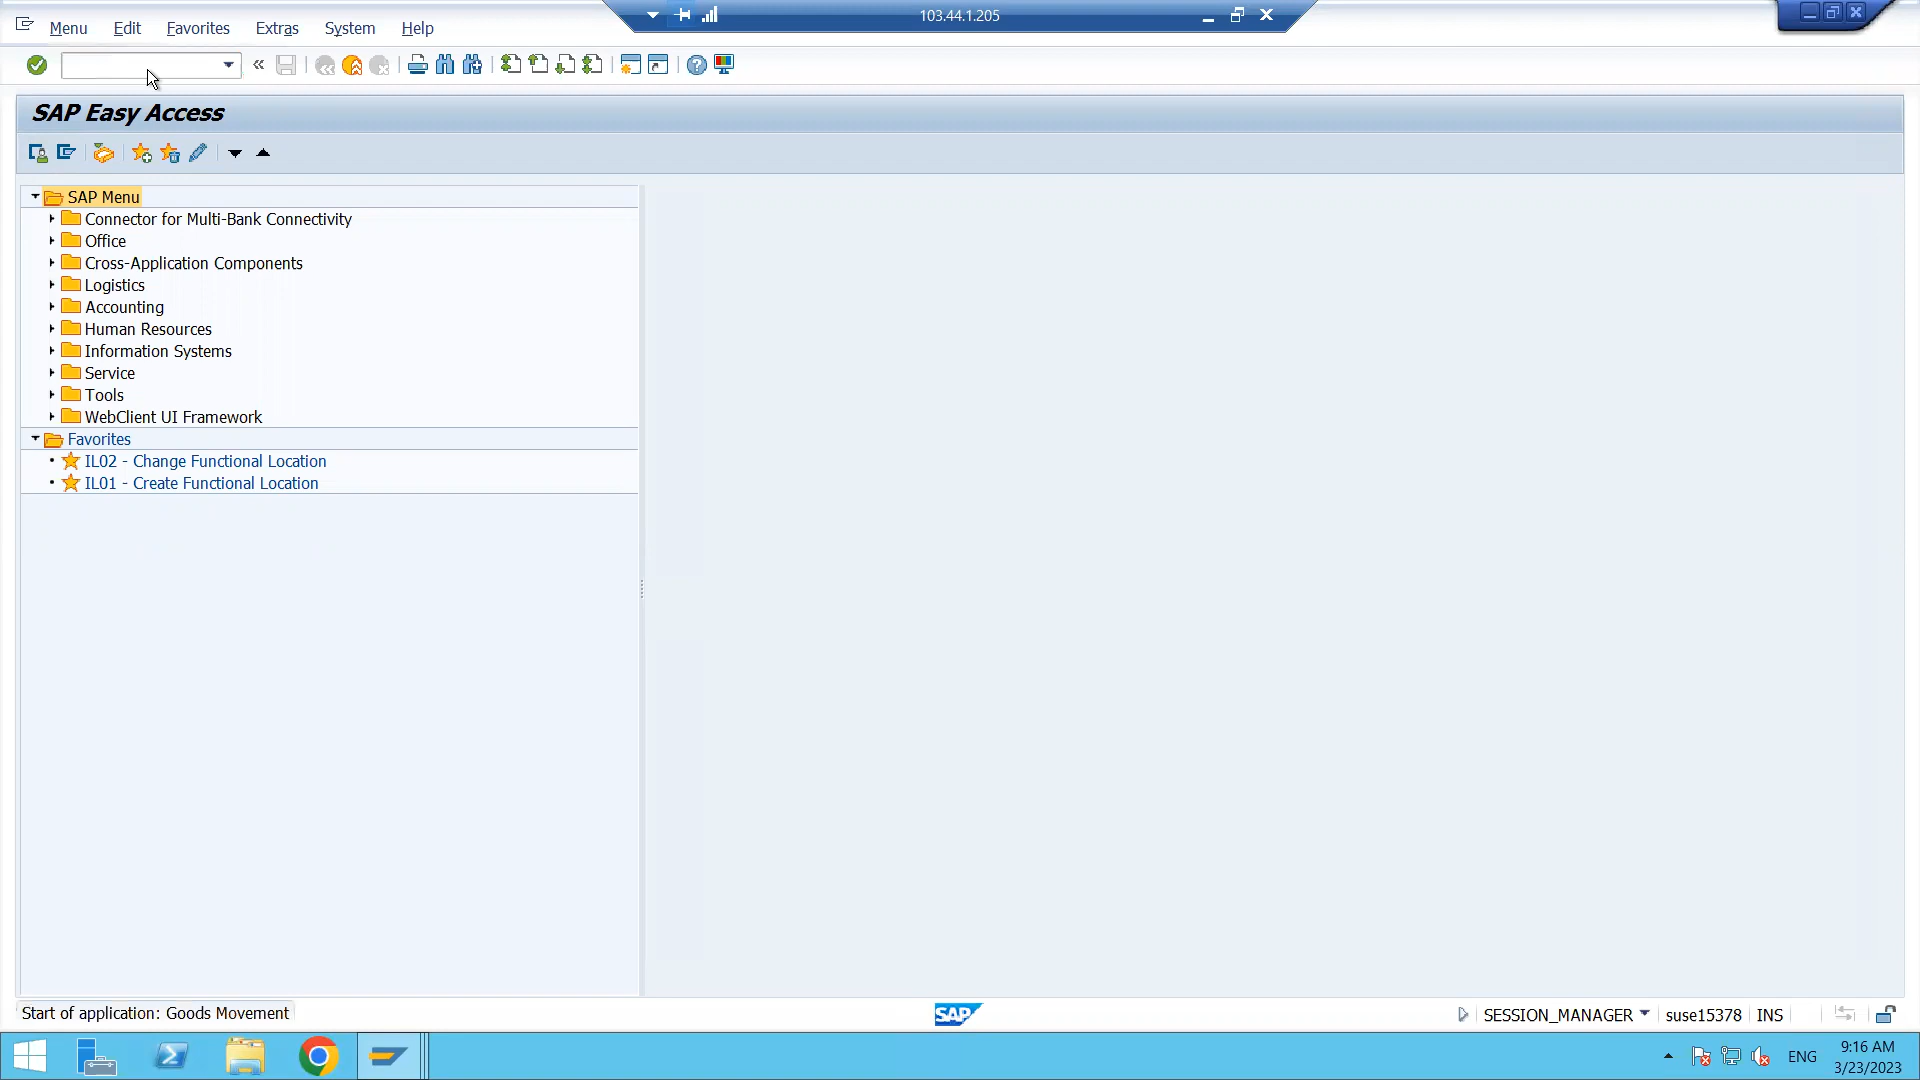 103.44.1.205
Menu Edit Favorites Extras System Help
SAP Easy Access
SAP Menu
Connector for Multi-Bank Connectivity
Office
Cross-Application Components
Logistics
Accounting
Human Resources
Information Systems
Service
Tools
WebClient UI Framework
Favorites
IL02 - Change Functional Location
IL01 - Create Functional Location
Start of application: Goods Movement
SAP
SESSION_MANAGER suse15378 INS
ENG
9:16 AM
3/23/2023